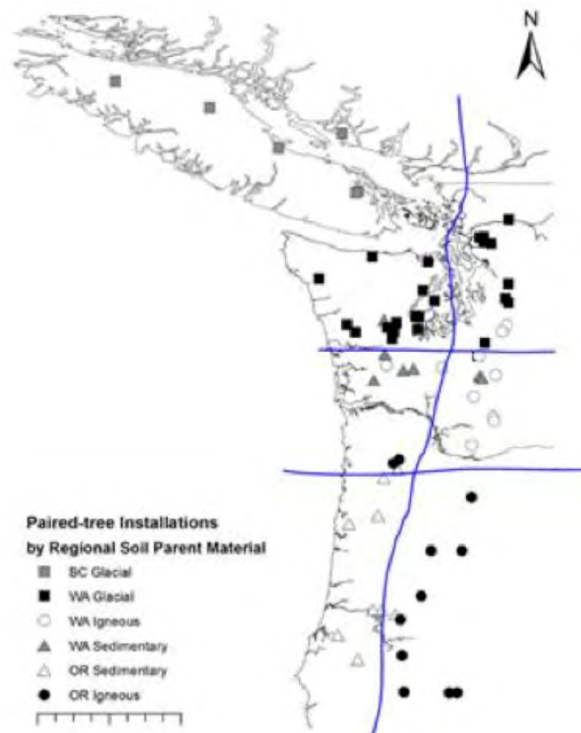 N
Paired-tree Installations
by Regional Soil Parent Material
BC Glacial
WA Glacial
WA Igneous
WA Sedimentary
OR Sedimentary
OR Igneous